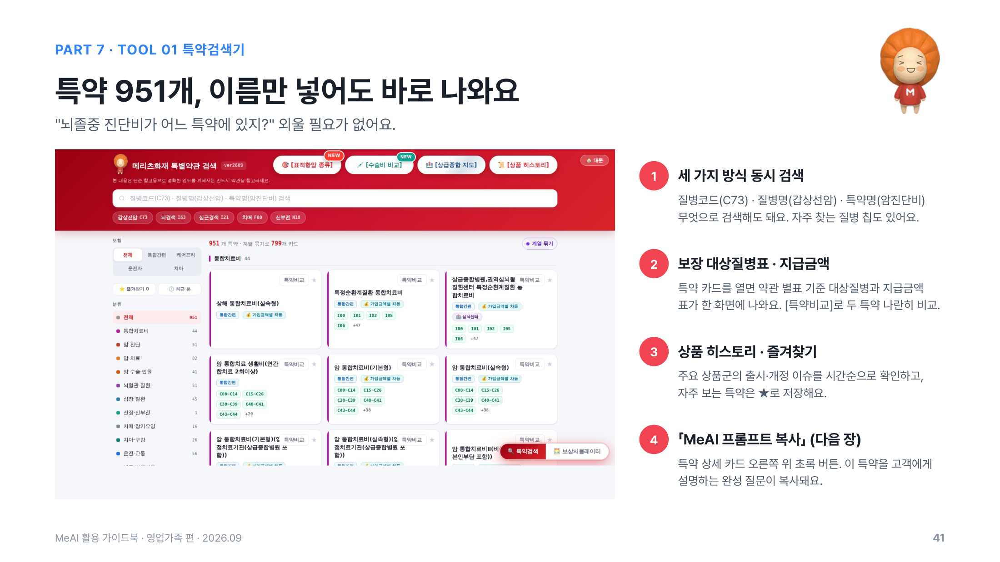 PART 7 · TOOL 01 특약검색기
특약 951개, 이름만 넣어도 바로 나와요
"뇌졸중 진단비가 어느 특약에 있지?" 외울 필요가 없어요.
M
메리츠화재 특별약관 검색 ver2609
[표적항암 종류] NEW
[수술비 비교] NEW
[상급종합 지도]
[상품 히스토리]
대문
본 내용은 단순 참고용으로 명확한 업무를 위해서는 반드시 약관을 참고하세요.
질병코드(C73) · 질병명(갑상선암) · 특약명(암진단비) 검색
갑상선암 C73 뇌경색 I63 심근경색 I21 치매 F00 신부전 N18
보험
전체 통합간편 케어프리
운전자 치아
즐겨찾기 0 최근 본
분류
전체 951
통합치료비 44
암 진단 51
암 치료 82
암 수술·입원 41
뇌혈관 질환 51
심장 질환 45
신장·신부전 1
치매·장기요양 16
치아·구강 26
운전·교통 56
951 개 특약 · 계열 묶기로 799개 카드
계열 묶기
통합치료비 44
특약비교 ★
상해 통합치료비(실속형)
통합간편 가입금액별 차등
특약비교 ★
특정순환계질환 통합치료비
통합간편 가입금액별 차등
I00 I01 I02 I05
I06 +47
상급종합병원,권역심뇌혈 특약비교 ★
질환센터 특정순환계질환 통
합치료비
통합간편 가입금액별 차등
심뇌센터
I00 I01 I02 I05
I06 +47
암 통합치료 생활비(연간 특약비교 ★
합치료 2회이상)
통합간편
C00~C14 C15~C26
C30~C39 C40~C41
C43~C44 +29
특약비교 ★
암 통합치료비(기본형)
통합간편 가입금액별 차등
C00~C14 C15~C26
C30~C39 C40~C41
C43~C44 +38
특약비교 ★
암 통합치료비(실속형)
통합간편 가입금액별 차등
C00~C14 C15~C26
C30~C39 C40~C41
C43~C44 +38
암 통합치료비(기본형)(암 특약비교 ★
점치료기관(상급종합병원 포
함))
통합간편 가입금액별 차등
암 통합치료비(실속형)(암 특약비교 ★
점치료기관(상급종합병원 포
함))
통합간편 가입금액별 차등
특약비교 ★
암 통합치료비Ⅱ(비
본인부담 포함))
특약검색 보상시뮬레이터
1 세 가지 방식 동시 검색
질병코드(C73) · 질병명(갑상선암) · 특약명(암진단비)
무엇으로 검색해도 돼요. 자주 찾는 질병 칩도 있어요.
2 보장 대상질병표 · 지급금액
특약 카드를 열면 약관 별표 기준 대상질병과 지급금액
표가 한 화면에 나와요. [특약비교]로 두 특약 나란히 비교.
3 상품 히스토리 · 즐겨찾기
주요 상품군의 출시·개정 이슈를 시간순으로 확인하고,
자주 보는 특약은 ★로 저장해요.
4 「MeAI 프롬프트 복사」 (다음 장)
특약 상세 카드 오른쪽 위 초록 버튼. 이 특약을 고객에게
설명하는 완성 질문이 복사돼요.
MeAI 활용 가이드북 · 영업가족 편 · 2026.09
41